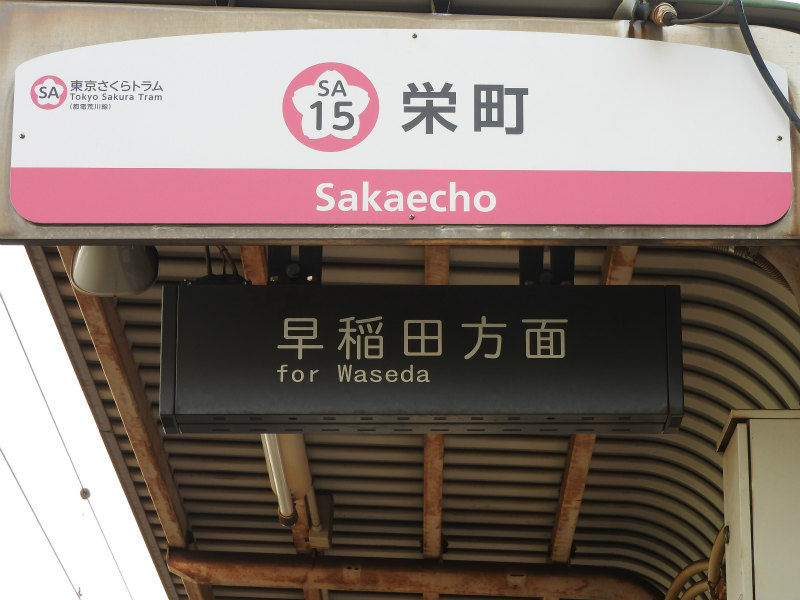 SA
東京さくらトラム
Tokyo Sakura Tram
(都電荒川線)
SA
15
栄町
Sakaecho
早稲田方面
for Waseda